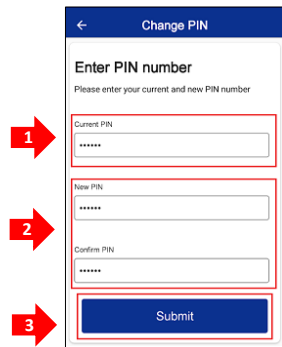 Change PIN
Enter PIN number
Please enter your current and new PIN number
Current PIN
••••••
1
New PIN
••••••
2
Confirm PIN
••••••
Submit
3